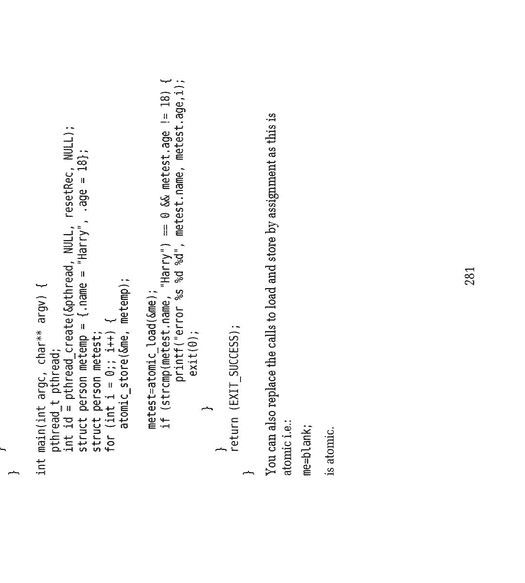 }
}
int main(int argc, char** argv) {
pthread_t pthread;
int id = pthread_create(&pthread, NULL, resetRec, NULL);
struct person metemp = {.name = "Harry", .age = 18};
struct person metest;
for (int i = 0;; i++) {
atomic_store(&me, metemp);
metest=atomic_load(&me);
if (strcmp(metest.name, "Harry") == 0 && metest.age != 18) {
printf("error %s %d %d", metest.name, metest.age,i);
exit(0);
}
}
return (EXIT_SUCCESS);
}
You can also replace the calls to load and store by assignment as this is
atomic i.e.:
me=blank;
is atomic.
281